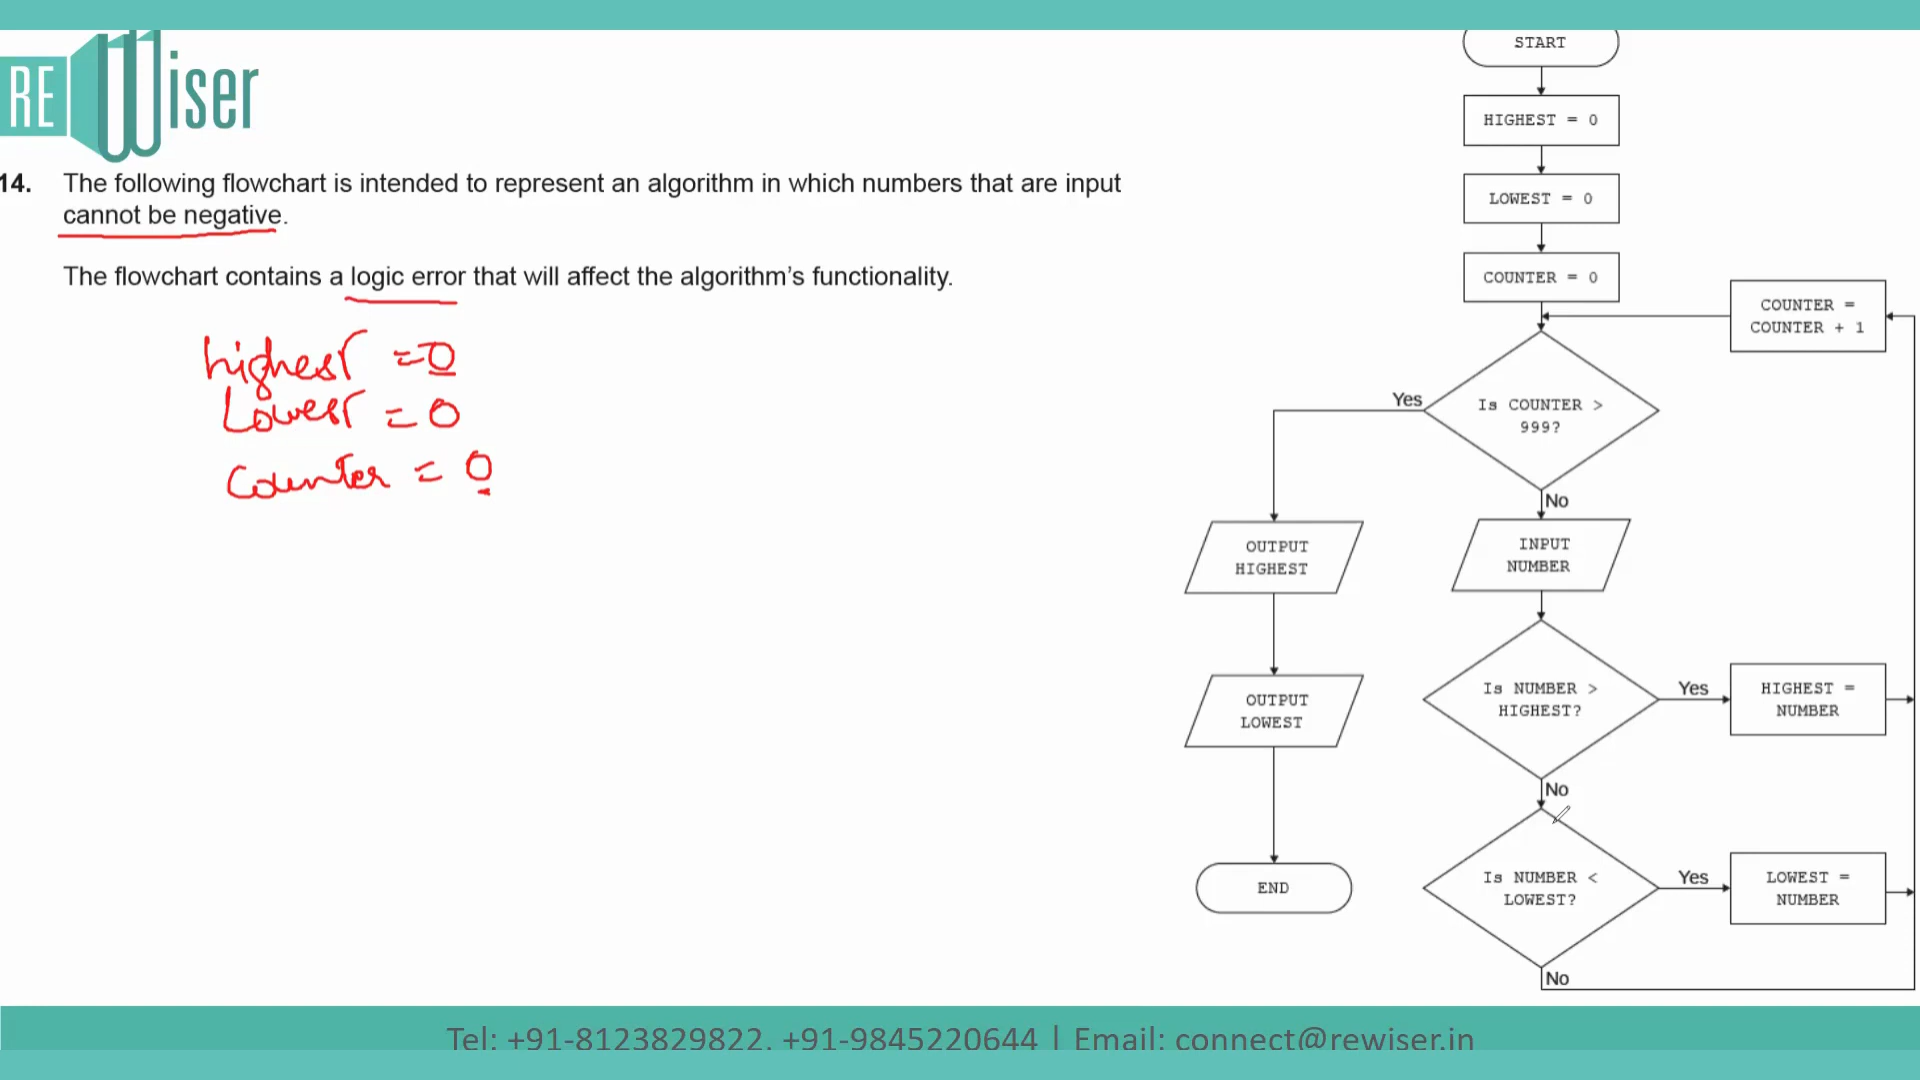 RE Wiser
14. The following flowchart is intended to represent an algorithm in which numbers that are input
cannot be negative.
The flowchart contains a logic error that will affect the algorithm's functionality.
highest = 0
Lowest = 0
Counter = 0
START
HIGHEST = 0
LOWEST = 0
COUNTER = 0
COUNTER =
COUNTER + 1
Yes
Is COUNTER >
999?
No
OUTPUT
HIGHEST
INPUT
NUMBER
OUTPUT
LOWEST
Is NUMBER >
HIGHEST?
Yes
HIGHEST =
NUMBER
No
END
Is NUMBER <
LOWEST?
Yes
LOWEST =
NUMBER
No
Tel: +91-8123829822, +91-9845220644 | Email: connect@rewiser.in